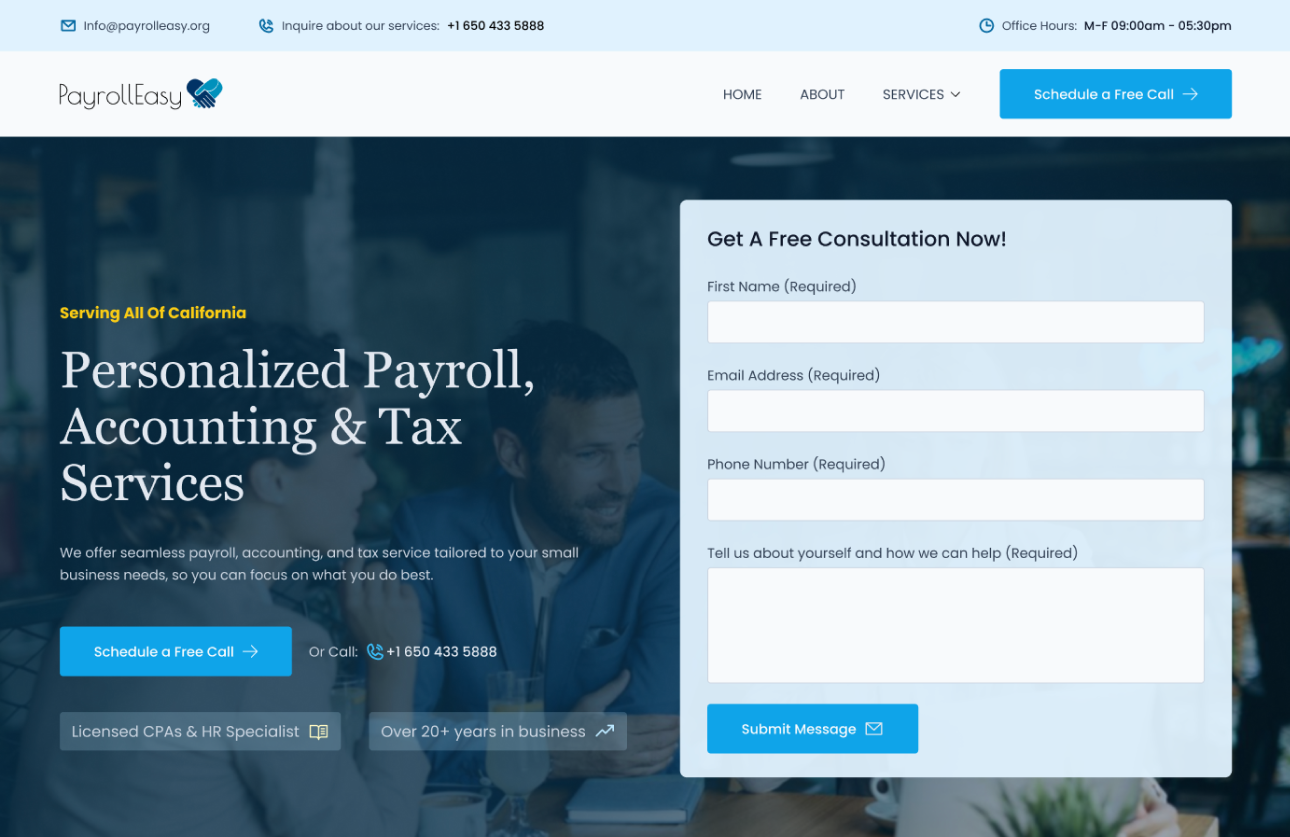 Info@payrolleasy.org
Inquire about our services: +1 650 433 5888
Office Hours: M-F 09:00am - 05:30pm
PayrollEasy
HOME
ABOUT
SERVICES
Schedule a Free Call
Serving All Of California
Personalized Payroll,
Accounting & Tax
Services
We offer seamless payroll, accounting, and tax service tailored to your small
business needs, so you can focus on what you do best.
Schedule a Free Call
Or Call: +1 650 433 5888
Licensed CPAs & HR Specialist
Over 20+ years in business
Get A Free Consultation Now!
First Name (Required)
Email Address (Required)
Phone Number (Required)
Tell us about yourself and how we can help (Required)
Submit Message